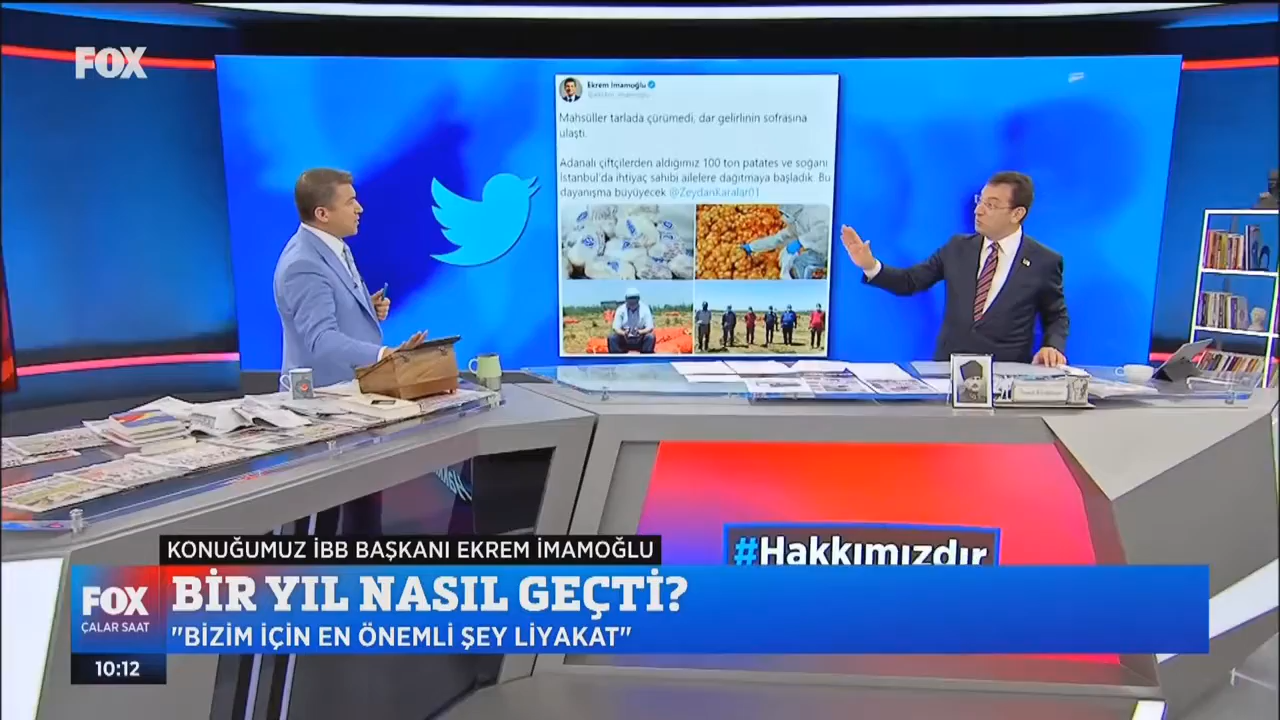 FOX
Ekrem İmamoğlu
Mahsüller tarlada çürümedi, dar gelirlinin sofrasına
ulaştı.
Adanalı çiftçilerden aldığımız 100 ton patates ve soğanı
İstanbul'da ihtiyaç sahibi ailelere dağıtmaya başladık. Bu
dayanışma büyüyecek @ZeydanKaralar01
#Hakkımızdır
KONUĞUMUZ İBB BAŞKANI EKREM İMAMOĞLU
FOX
ÇALAR SAAT
BİR YIL NASIL GEÇTİ?
"BİZİM İÇİN EN ÖNEMLİ ŞEY LİYAKAT"
10:12